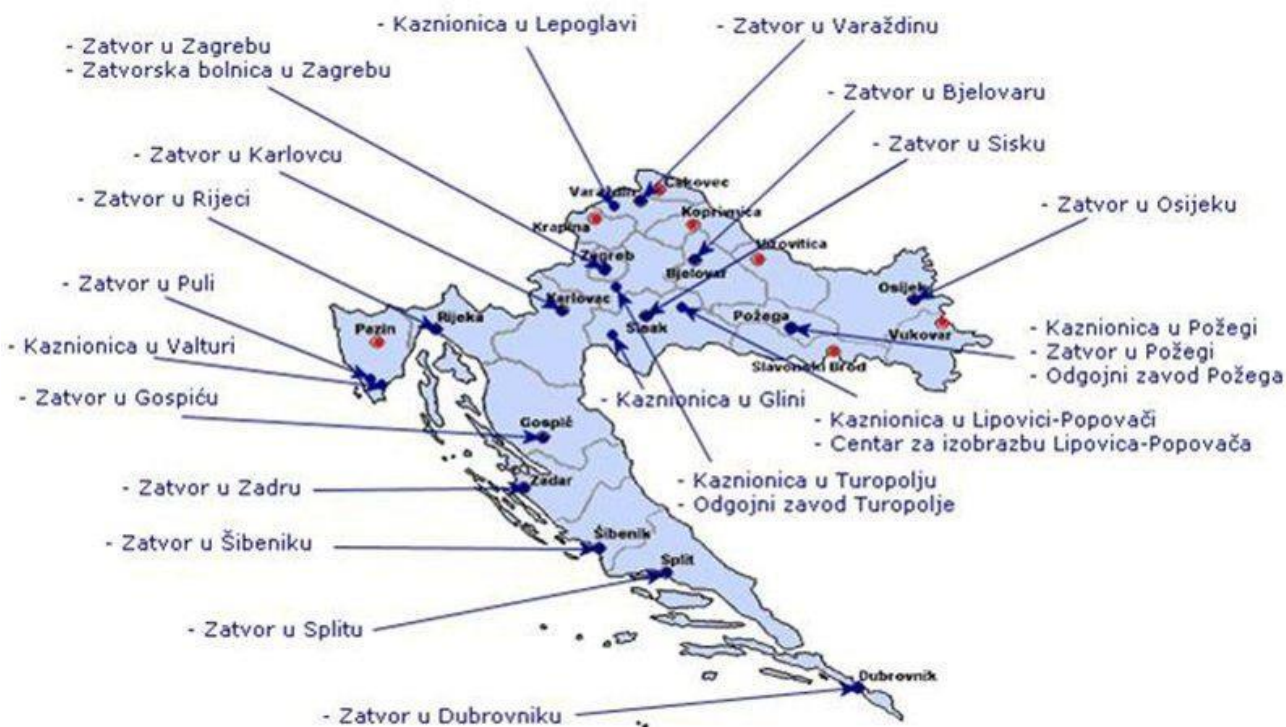 - Kaznionica u Lepoglavi
- Zatvor u Varaždinu
- Zatvor u Zagrebu
- Zatvorska bolnica u Zagrebu
- Zatvor u Bjelovaru
- Zatvor u Karlovcu
- Zatvor u Sisku
- Zatvor u Rijeci
- Zatvor u Osijeku
Varaždin
Čakovec
Krapina
Koprivnica
Zagreb
Bjelovar
Virovitica
- Zatvor u Puli
Karlovac
Osijek
Pazin
Rijeka
Sisak
Požega
Vukovar
- Kaznionica u Požegi
- Zatvor u Požegi
- Odgojni zavod Požega
- Kaznionica u Valturi
Slavonski Brod
- Zatvor u Gospiću
- Kaznionica u Glini
- Kaznionica u Lipovici-Popovači
- Centar za izobrazbu Lipovica-Popovača
Gospić
- Kaznionica u Turopolju
- Odgojni zavod Turopolje
- Zatvor u Zadru
Zadar
- Zatvor u Šibeniku
Šibenik
Split
- Zatvor u Splitu
Dubrovnik
- Zatvor u Dubrovniku